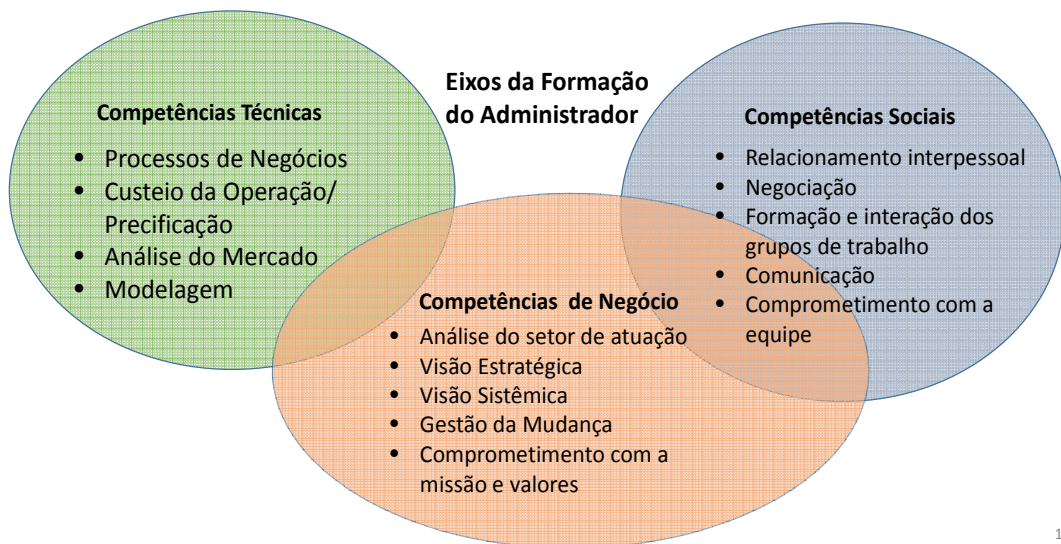 Eixos da Formação
do Administrador
Competências Técnicas
• Processos de Negócios
• Custeio da Operação/
Precificação
• Análise do Mercado
• Modelagem
Competências Sociais
• Relacionamento interpessoal
• Negociação
• Formação e interação dos
grupos de trabalho
• Comunicação
• Comprometimento com a
equipe
Competências de Negócio
• Análise do setor de atuação
• Visão Estratégica
• Visão Sistêmica
• Gestão da Mudança
• Comprometimento com a
missão e valores
1